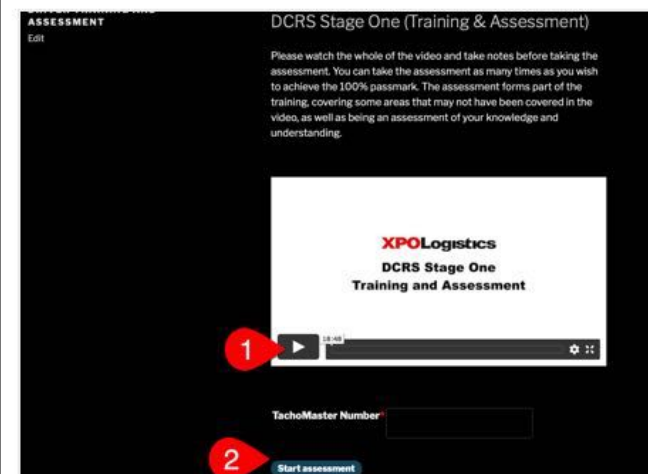 ASSESSMENT
Edit
DCRS Stage One (Training & Assessment)
Please watch the whole of the video and take notes before taking the
assessment. You can take the assessment as many times as you wish
to achieve the 100% passmark. The assessment forms part of the
training, covering some areas that may not have been covered in the
video, as well as being an assessment of your knowledge and
understanding.
XPOLogistics
DCRS Stage One
Training and Assessment
1
18:48
TachoMaster Number*
2
Start assessment